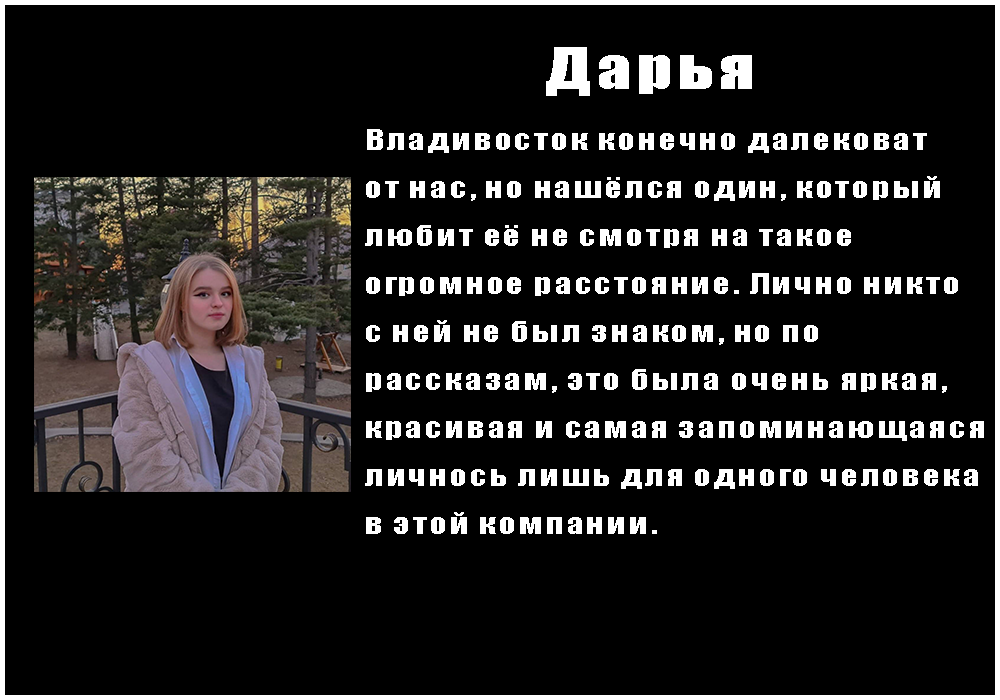 Дарья
Владивосток конечно далековат
от нас, но нашёлся один, который
любит её не смотря на такое
огромное расстояние. Лично никто
с ней не был знаком, но по
рассказам, это была очень яркая,
красивая и самая запоминающаяся
личнось лишь для одного человека
в этой компании.